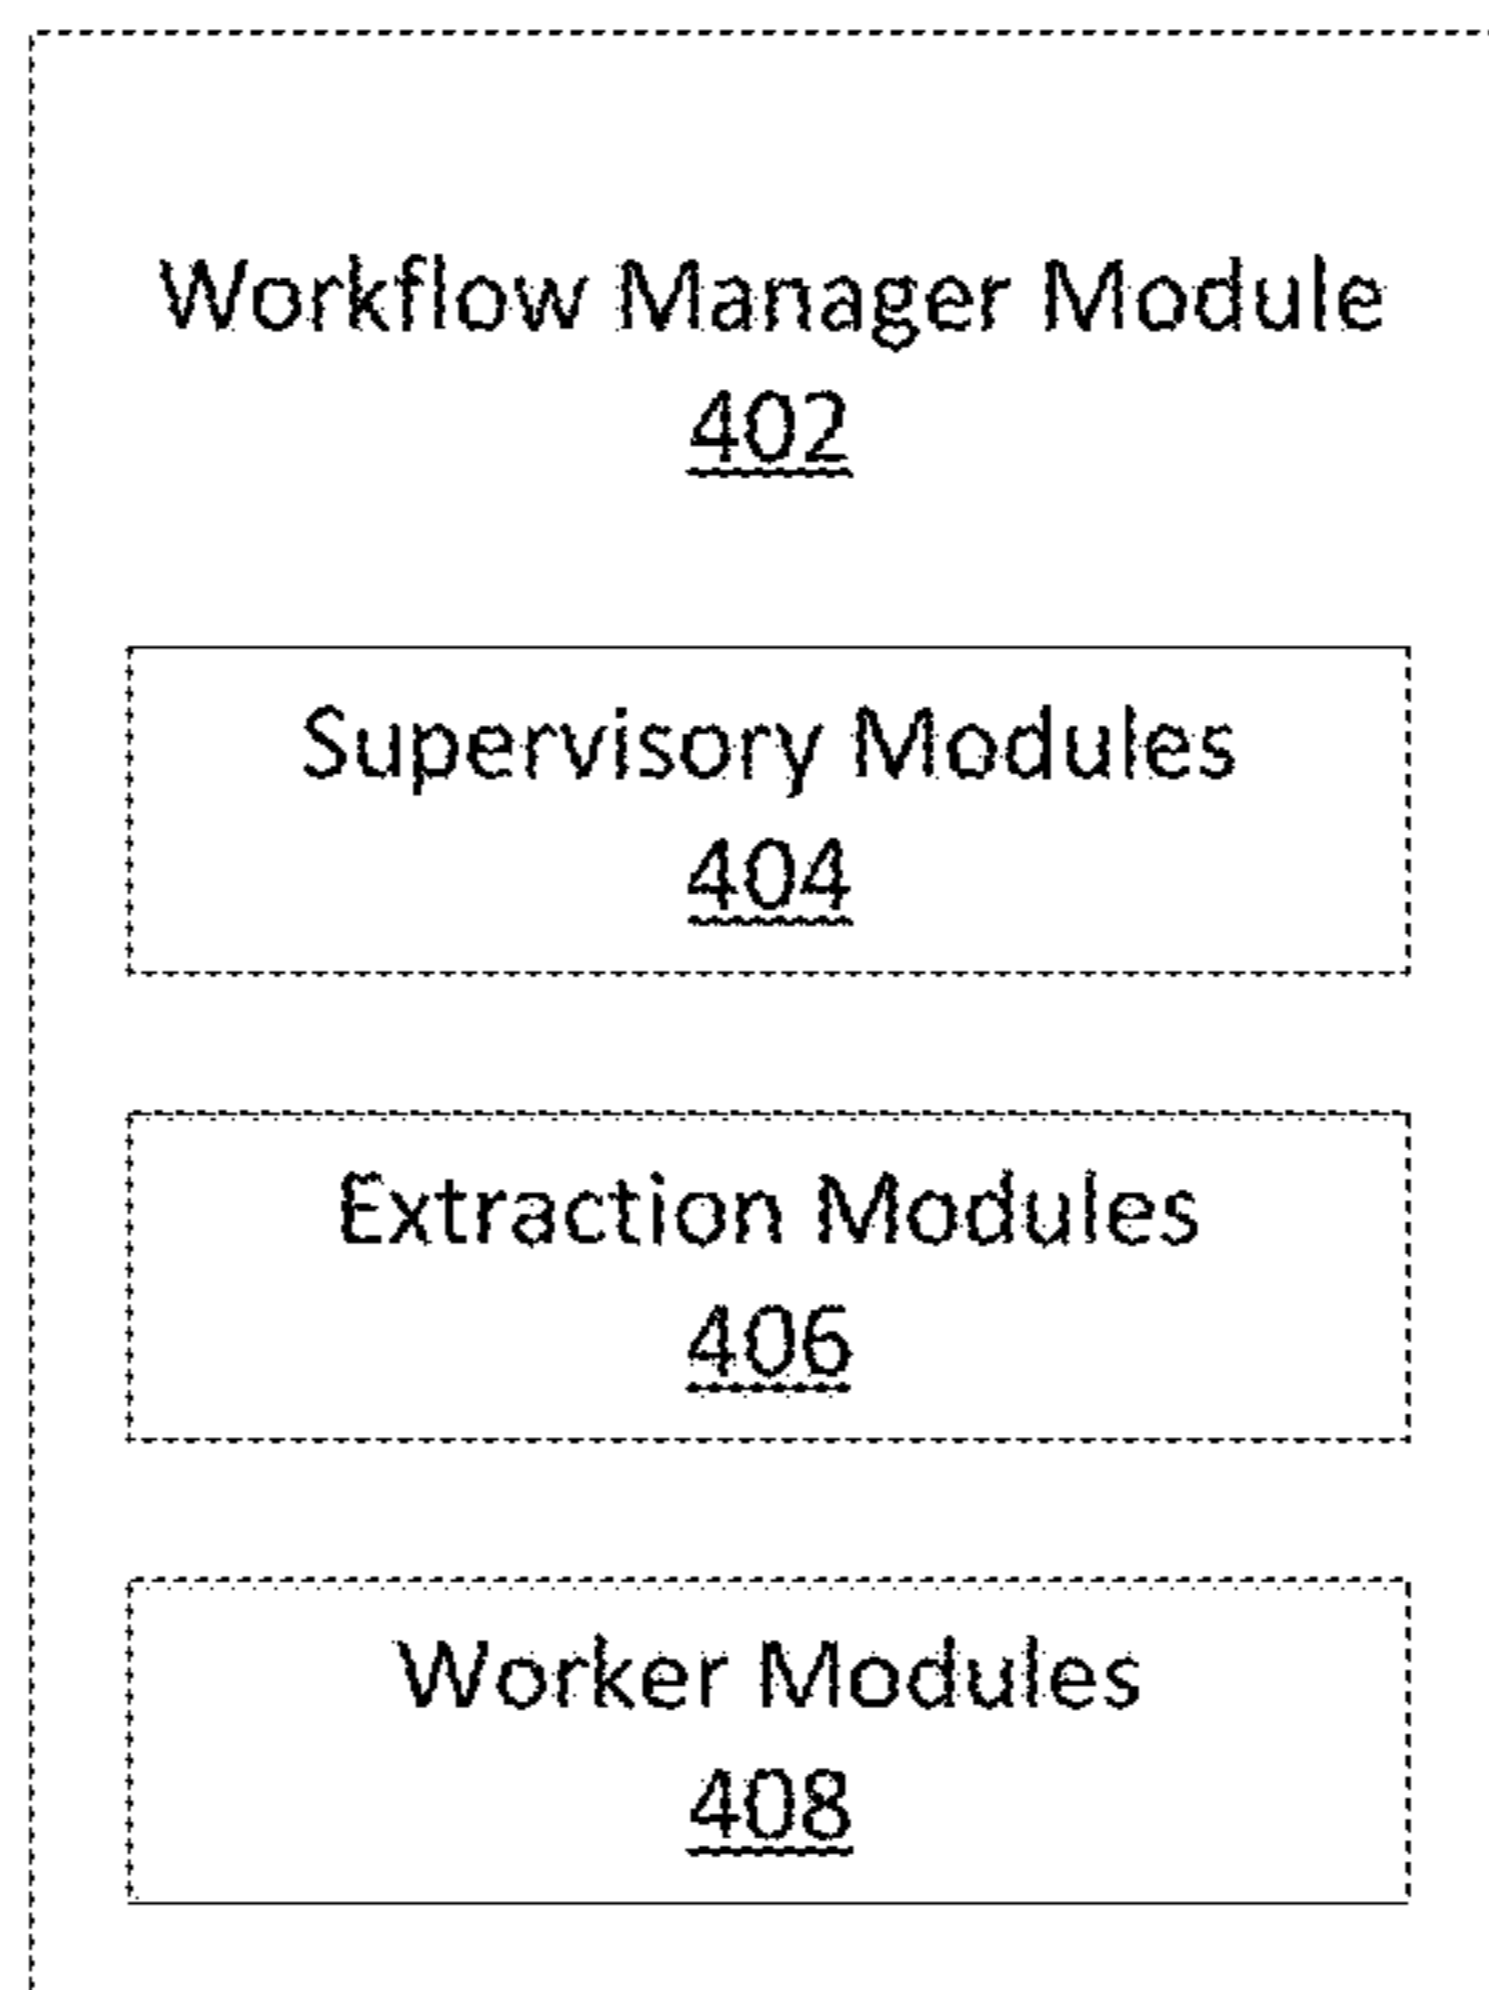 Workflow Manager Module
402
Supervisory Modules
404
Extraction Modules
406
Worker Modules
408